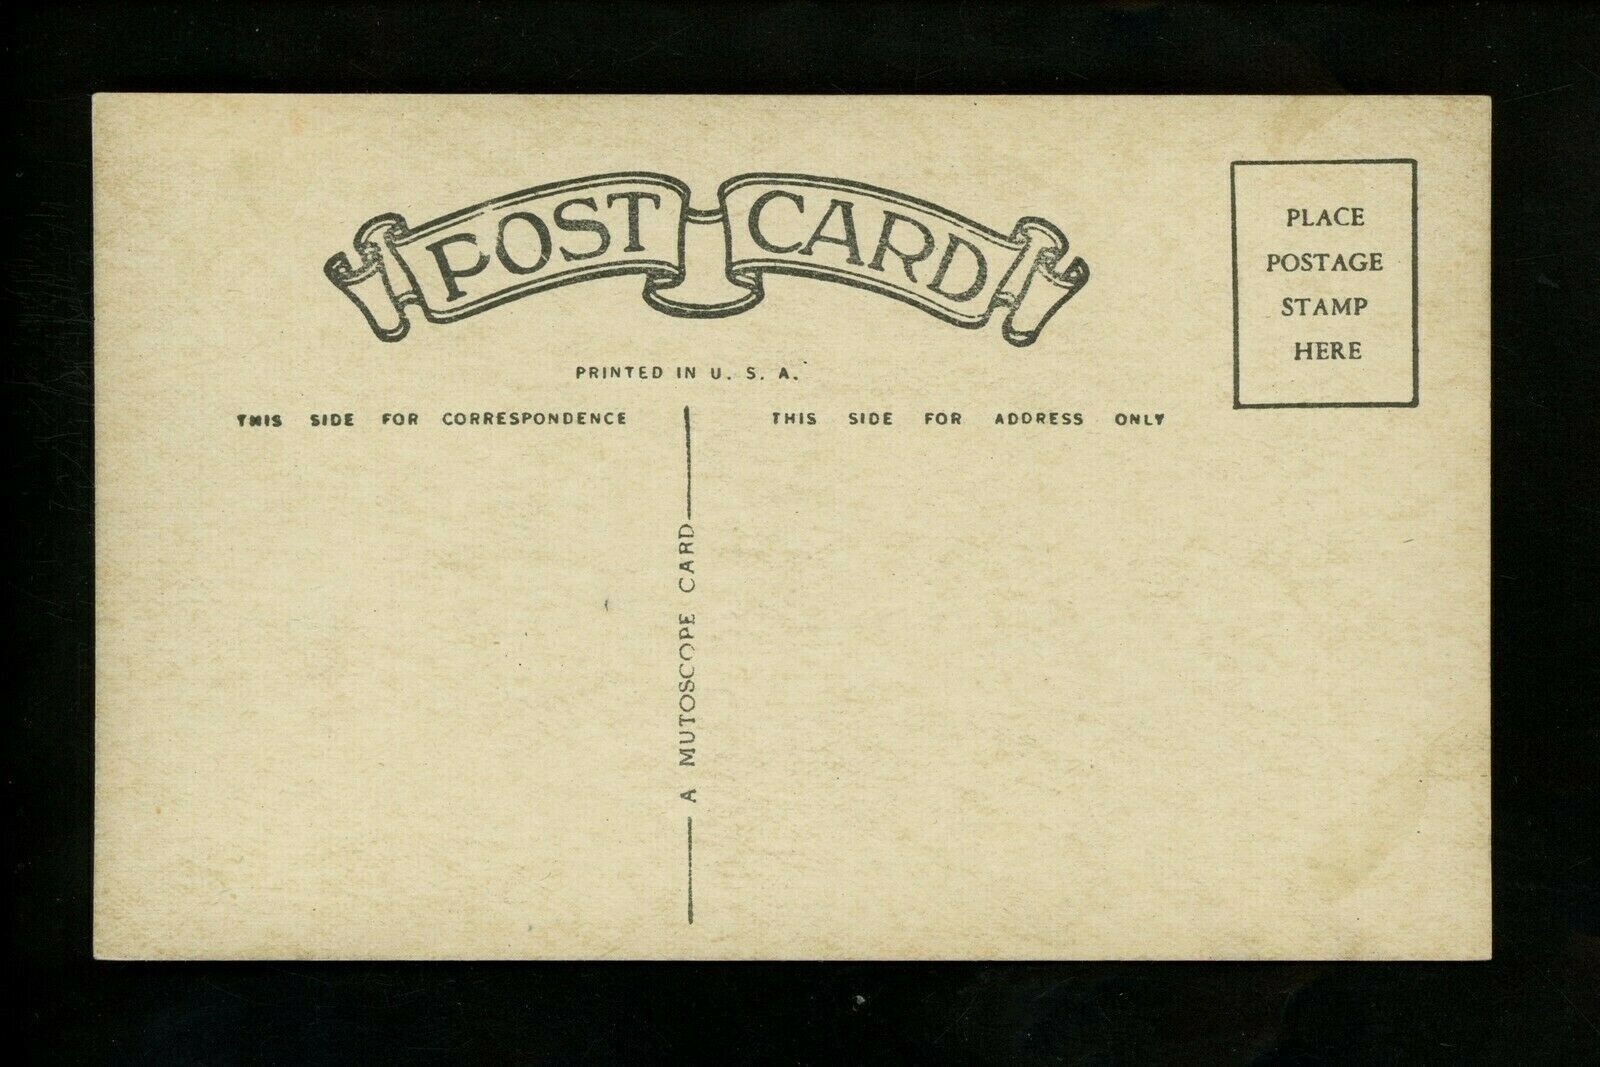 POST CARD
PLACE
POSTAGE
STAMP
HERE
PRINTED IN U. S. A.
THIS SIDE FOR CORRESPONDENCE
THIS SIDE FOR ADDRESS ONLY
A MUTOSCOPE CARD